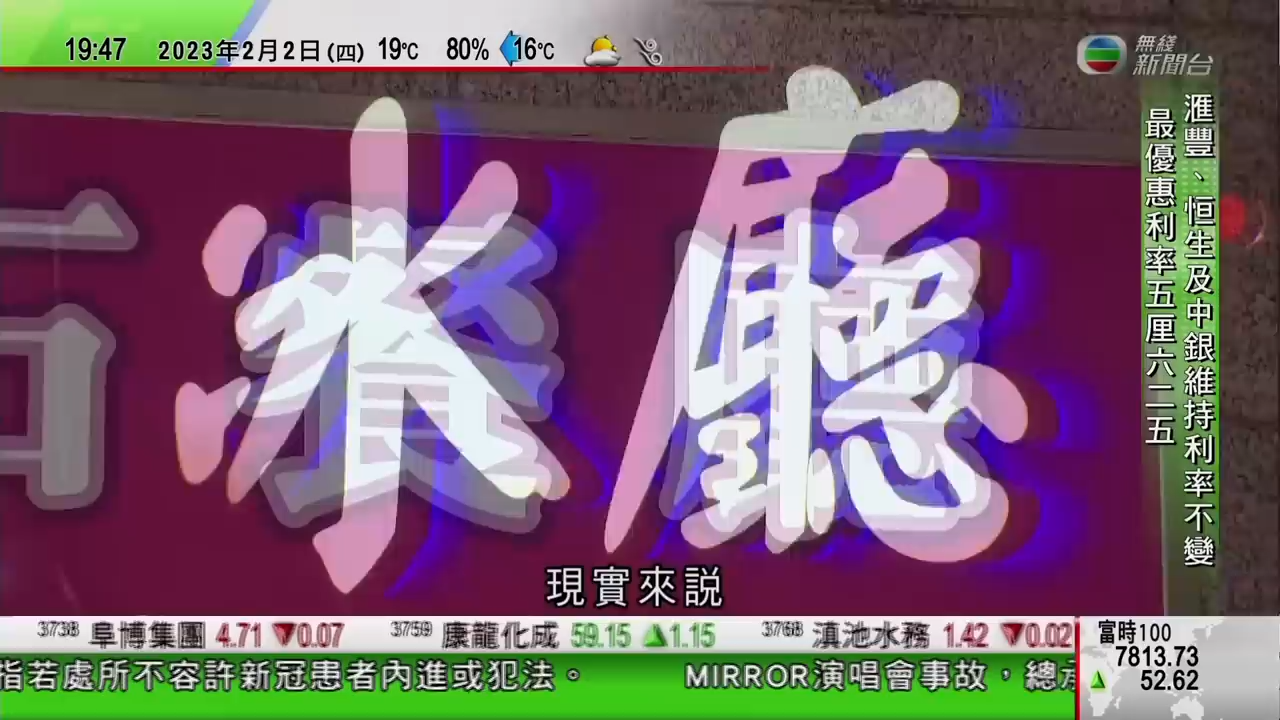 19:47 2023年2月2日(四) 19℃ 80% 16℃
無綫
新聞台
滙豐、恒生及中銀維持利率不變
最優惠利率五厘六二五
石
冰廳
餐廳
現實來説
3738 阜博集團 4.71 ▼0.07 3759 康龍化成 59.15 ▲1.15 3768 滇池水務 1.42 ▼0.02
富時100
7813.73
▲ 52.62
指若處所不容許新冠患者內進或犯法。 MIRROR演唱會事故，總